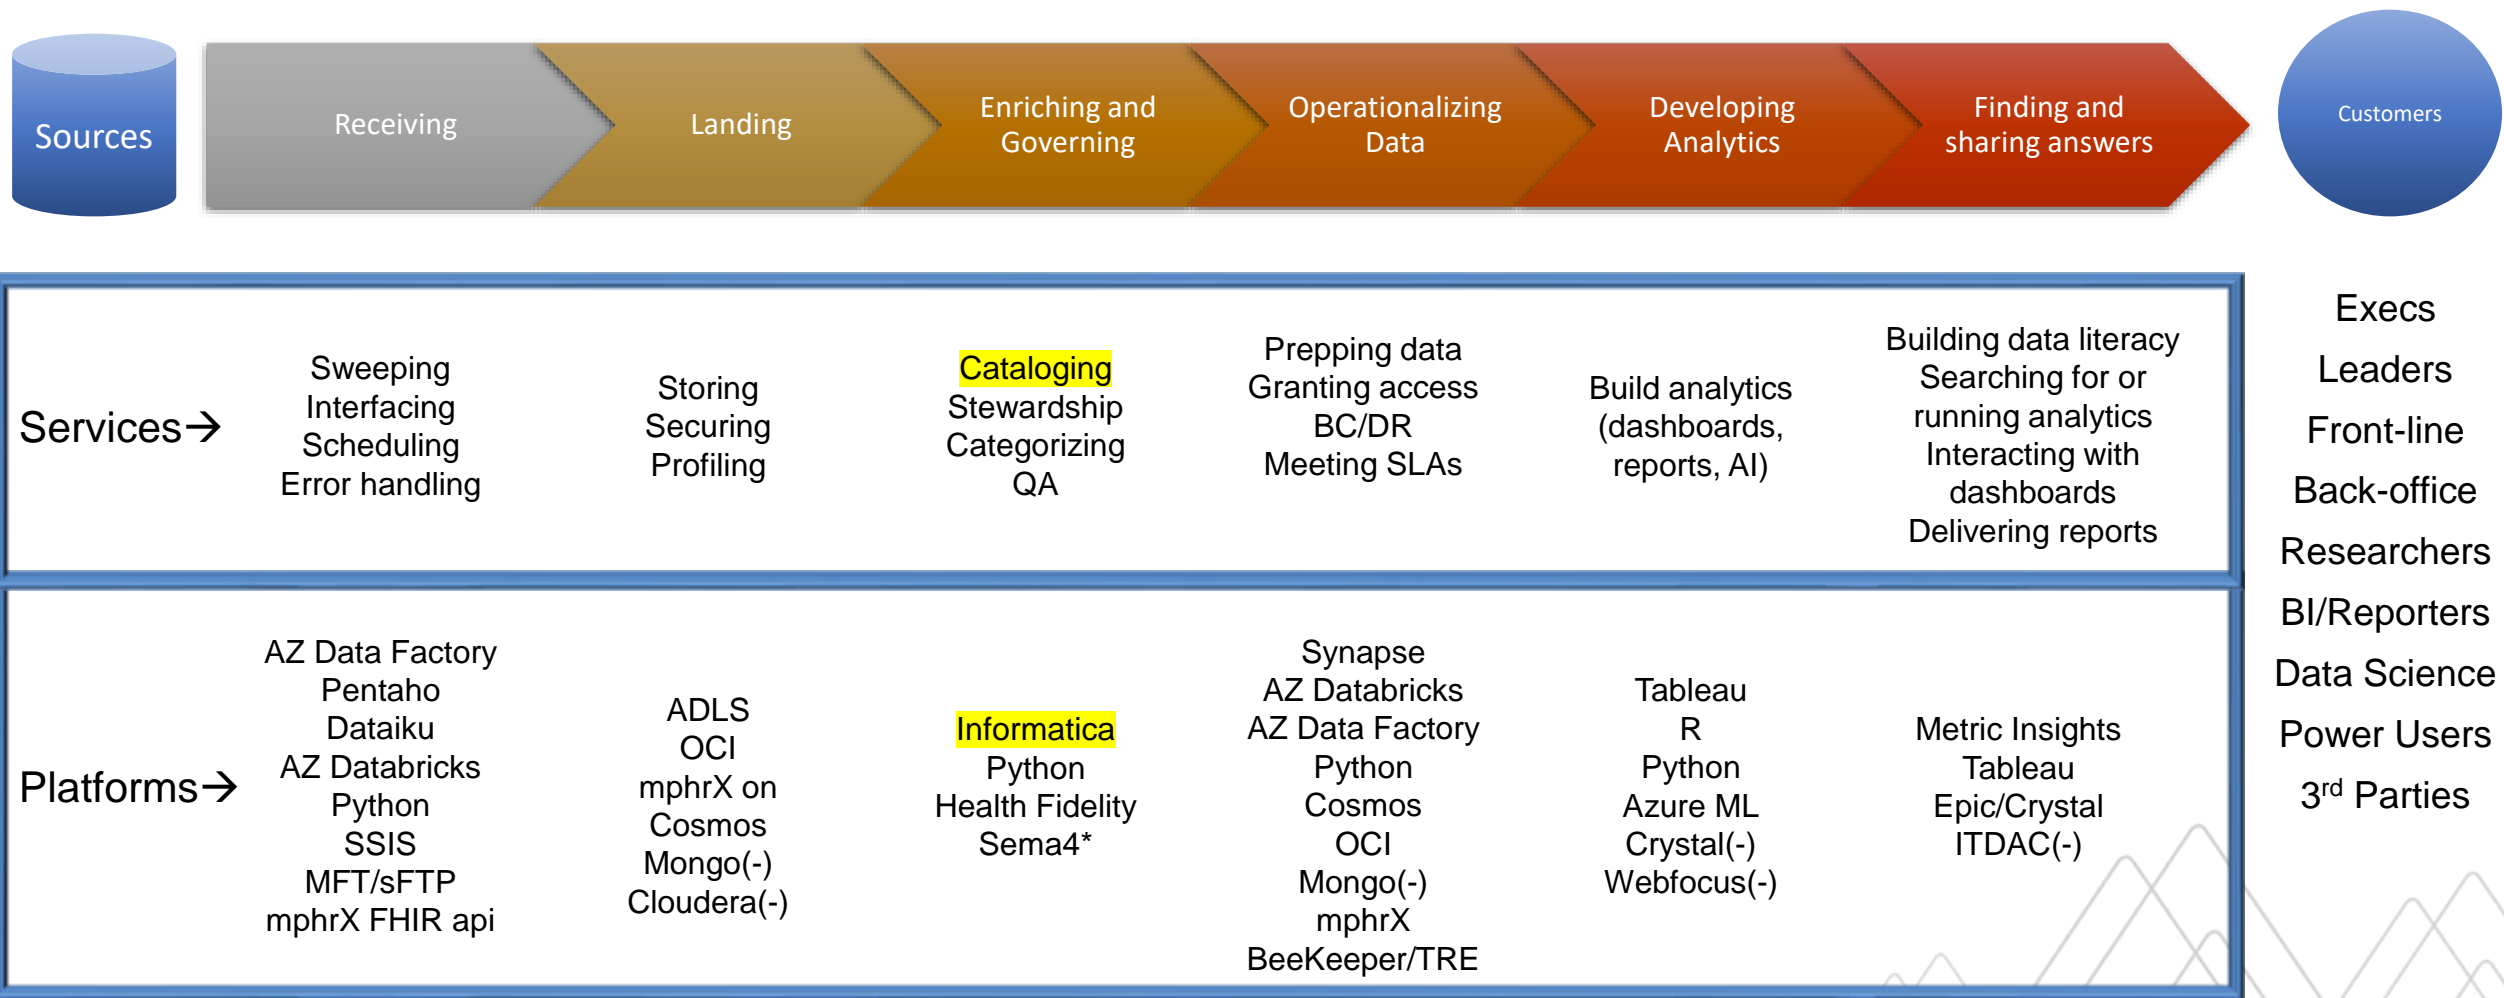 Sources
Receiving
Landing
Enriching and
Governing
Operationalizing
Data
Developing
Analytics
Finding and
sharing answers
Customers
Services→
Sweeping
Interfacing
Scheduling
Error handling
Storing
Securing
Profiling
Cataloging
Stewardship
Categorizing
QA
Prepping data
Granting access
BC/DR
Meeting SLAs
Build analytics
(dashboards,
reports, AI)
Building data literacy
Searching for or
running analytics
Interacting with
dashboards
Delivering reports
Platforms→
AZ Data Factory
Pentaho
Dataiku
AZ Databricks
Python
SSIS
MFT/sFTP
mphrX FHIR api
ADLS
OCI
mphrX on
Cosmos
Mongo(-)
Cloudera(-)
Informatica
Python
Health Fidelity
Sema4*
Synapse
AZ Databricks
AZ Data Factory
Python
Cosmos
OCI
Mongo(-)
mphrX
BeeKeeper/TRE
Tableau
R
Python
Azure ML
Crystal(-)
Webfocus(-)
Metric Insights
Tableau
Epic/Crystal
ITDAC(-)
Execs
Leaders
Front-line
Back-office
Researchers
BI/Reporters
Data Science
Power Users
3rd Parties